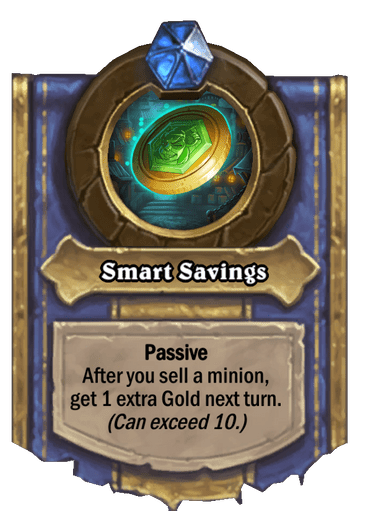 Smart Savings
Passive
After you sell a minion,
get 1 extra Gold next turn.
(Can exceed 10.)